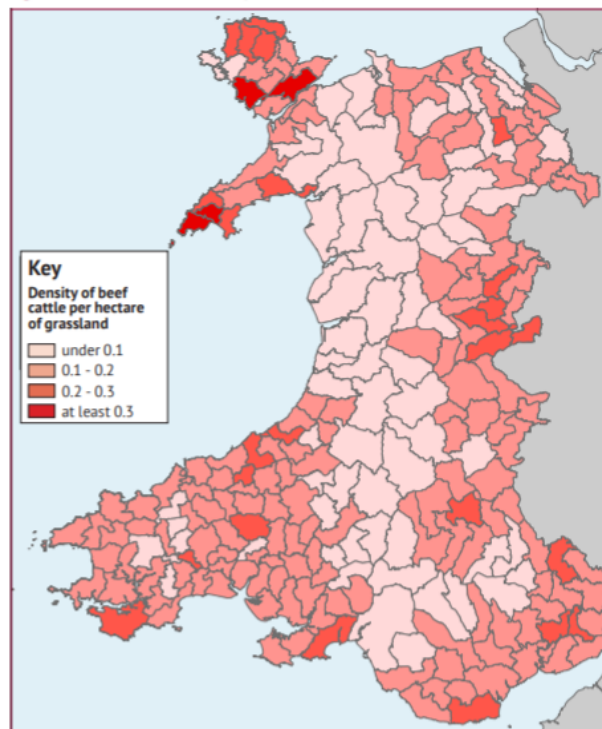 Key
Density of beef
cattle per hectare
of grassland
under 0.1
0.1 - 0.2
0.2 - 0.3
at least 0.3